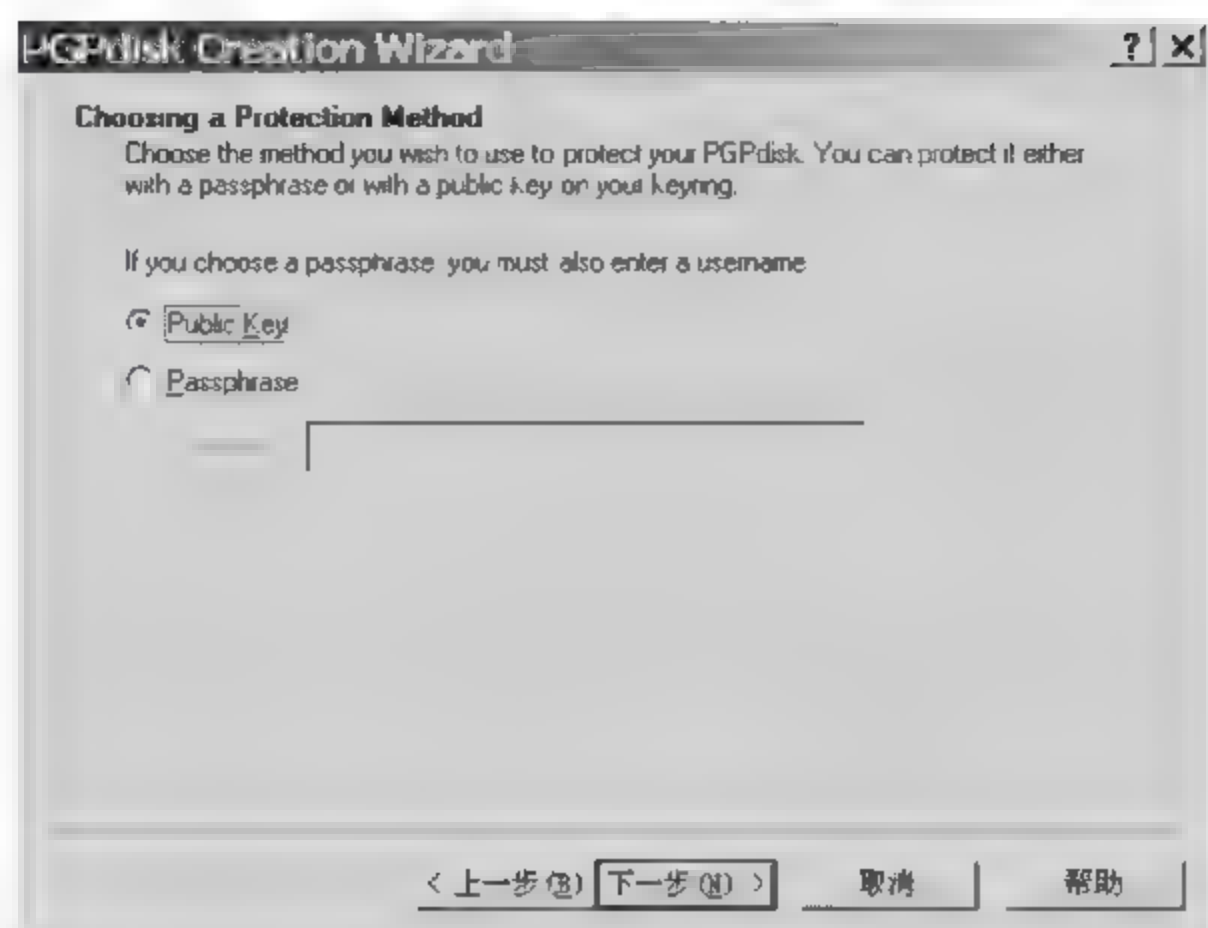 PGPdisk Creation Wizard
Choosing a Protection Method
Choose the method you wish to use to protect your PGPdisk. You can protect it either
with a passphrase or with a public key on your keyring.
If you choose a passphrase you must also enter a username
Public Key
Passphrase
< 上一步(B) 下一步(N) > 取消 帮助